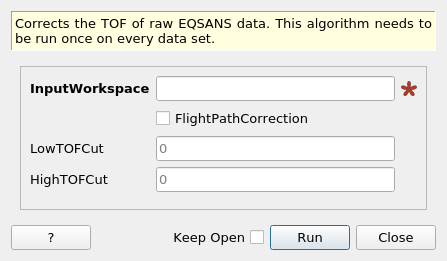 Corrects the TOF of raw EQSANS data. This algorithm needs to
be run once on every data set.
InputWorkspace
FlightPathCorrection
LowTOFCut 0
HighTOFCut 0
? Keep Open Run Close